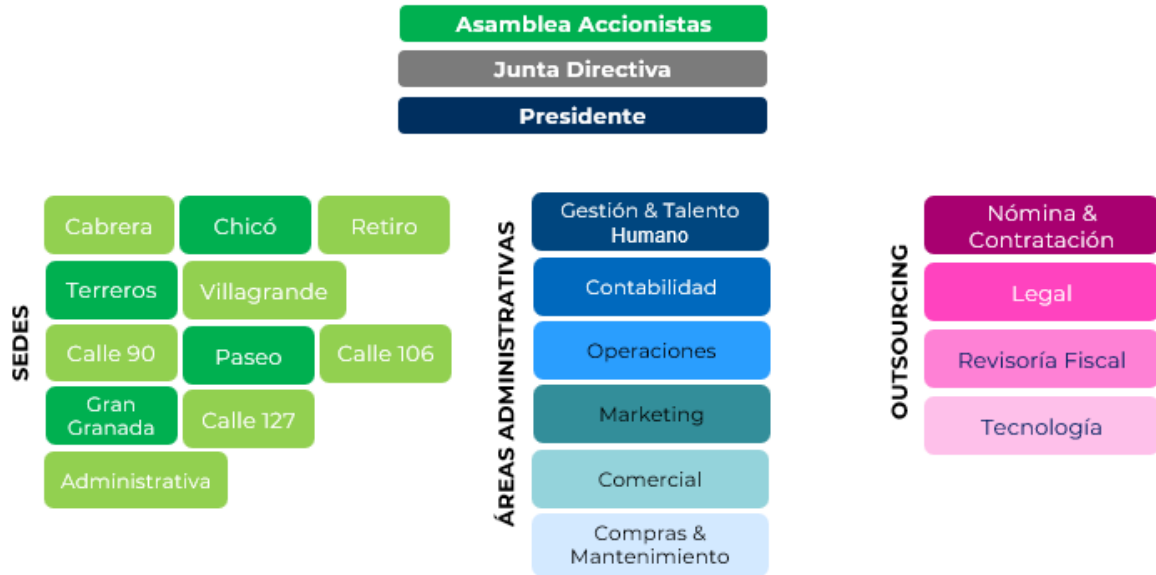 Asamblea Accionistas
Junta Directiva
Presidente
SEDES
Cabrera
Chicó
Retiro
Terreros
Villagrande
Calle 90
Paseo
Calle 106
Gran
Granada
Calle 127
Administrativa
ÁREAS ADMINISTRATIVAS
Gestión & Talento
Humano
Contabilidad
Operaciones
Marketing
Comercial
Compras &
Mantenimiento
OUTSOURCING
Nómina &
Contratación
Legal
Revisoría Fiscal
Tecnología